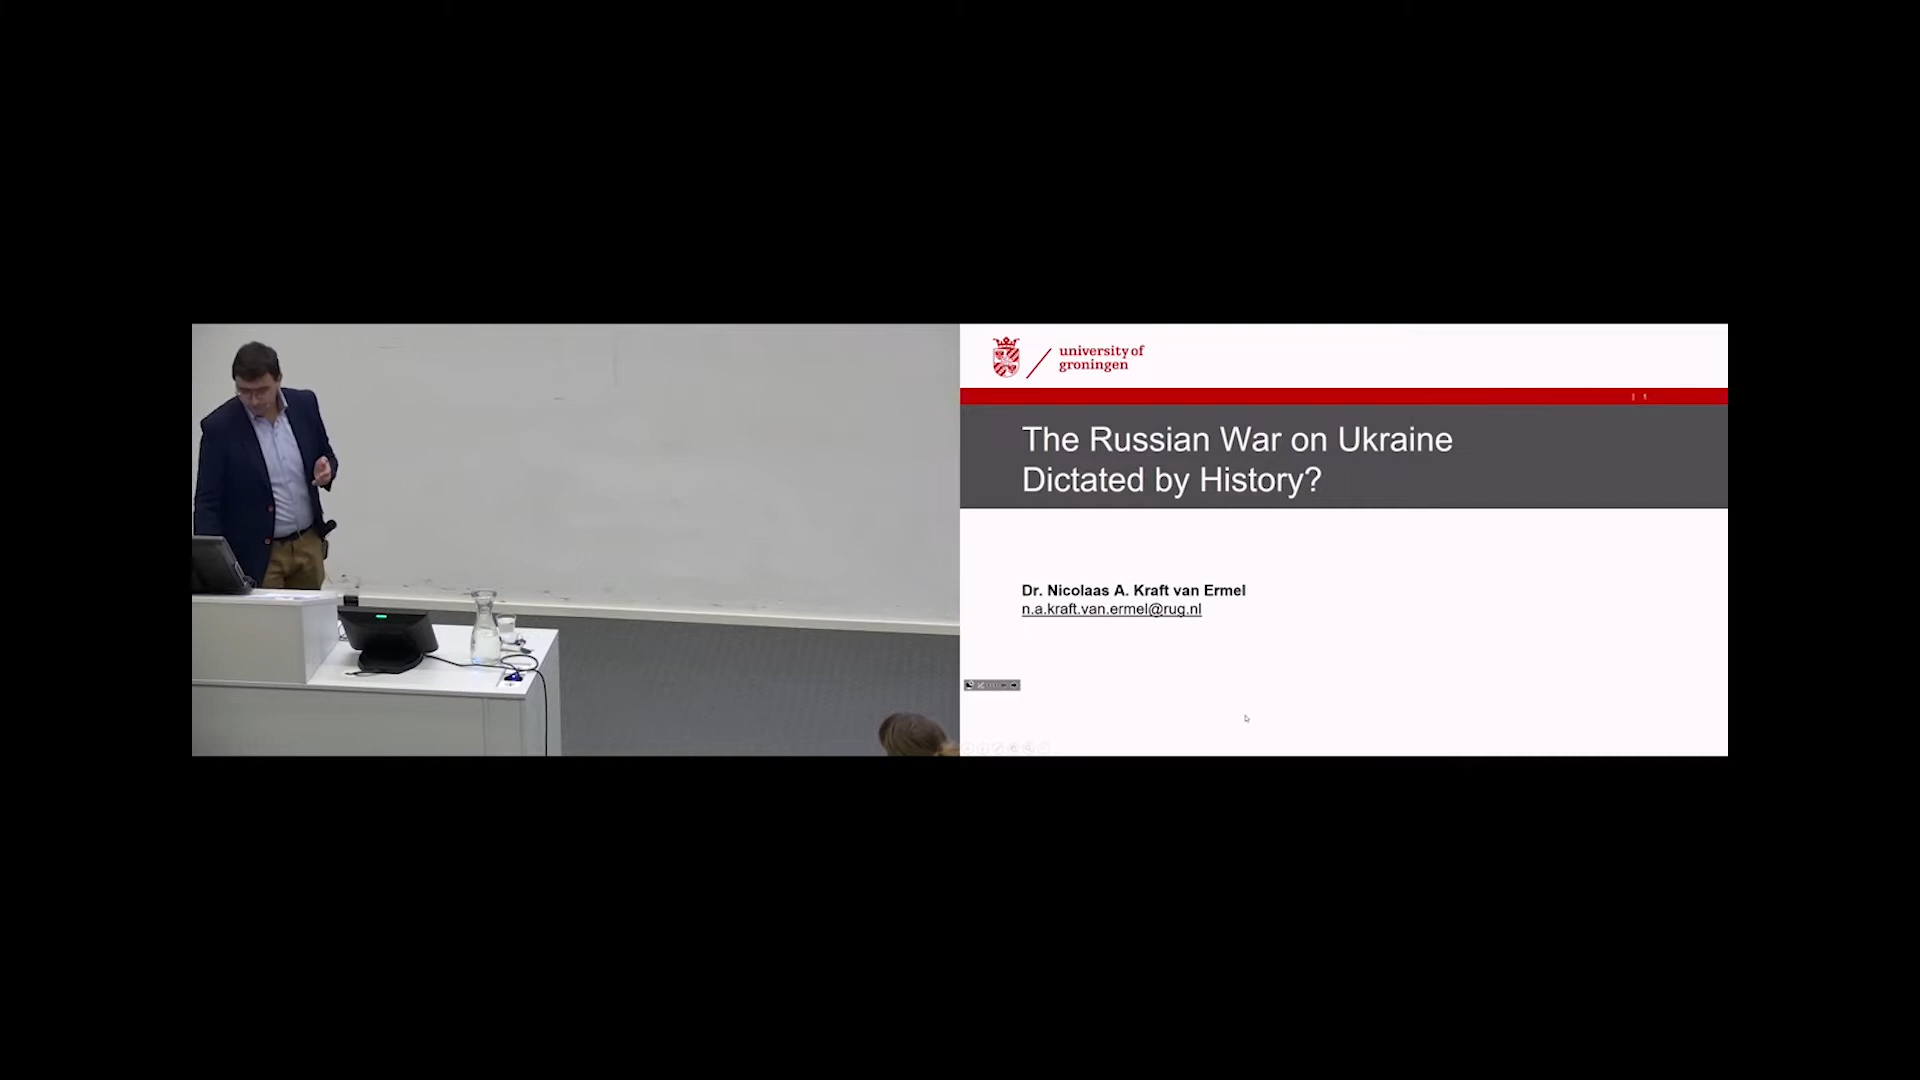 university of
groningen
| 1
The Russian War on Ukraine
Dictated by History?
Dr. Nicolaas A. Kraft van Ermel
n.a.kraft.van.ermel@rug.nl